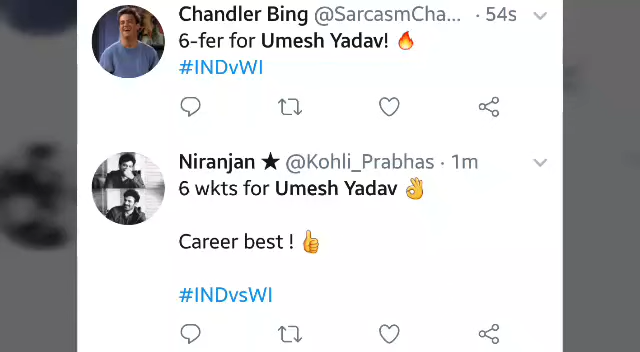 Chandler Bing @SarcasmCha... · 54s
6-fer for Umesh Yadav! 🔥
#INDvWI
Niranjan ★ @Kohli_Prabhas · 1m
6 wkts for Umesh Yadav 👌
Career best ! 👍
#INDvsWI